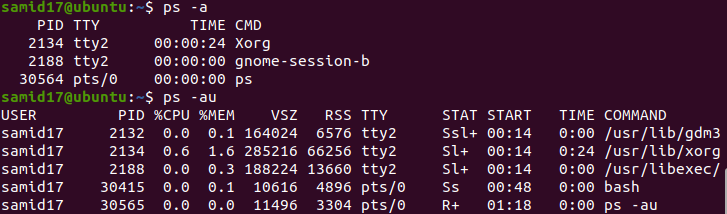 samid17@ubuntu:~$ ps -a
    PID TTY          TIME CMD
   2134 tty2     00:00:24 Xorg
   2188 tty2     00:00:00 gnome-session-b
  30564 pts/0    00:00:00 ps
samid17@ubuntu:~$ ps -au
USER         PID %CPU %MEM    VSZ   RSS TTY      STAT START   TIME COMMAND
samid17     2132  0.0  0.1 164024  6576 tty2     Ssl+ 00:14   0:00 /usr/lib/gdm3
samid17     2134  0.6  1.6 285216 66256 tty2     Sl+  00:14   0:24 /usr/lib/xorg
samid17     2188  0.0  0.3 188224 13660 tty2     Sl+  00:14   0:00 /usr/libexec/
samid17    30415  0.0  0.1  10616  4896 pts/0    Ss   00:48   0:00 bash
samid17    30565  0.0  0.0  11496  3304 pts/0    R+   01:18   0:00 ps -au